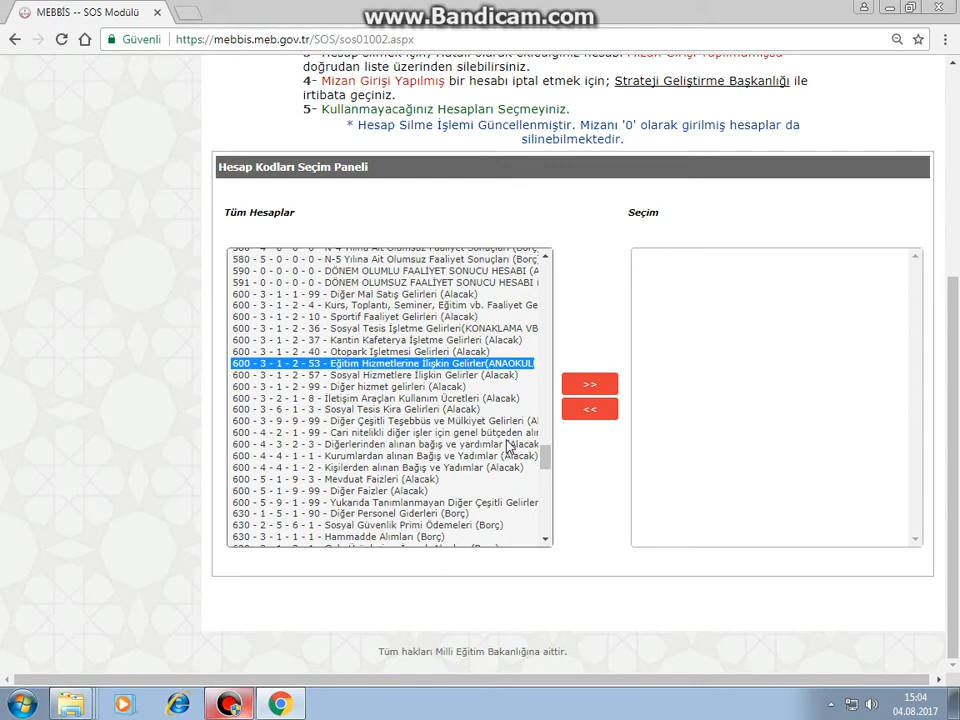 www.Bandicam.com
MEBBİS -- SOS Modülü
Güvenli
https://mebbis.meb.gov.tr/SOS/sos01002.aspx
doğrudan liste üzerinden silebilirsiniz.
4- Mizan Girişi Yapılmış bir hesabı iptal etmek için; Strateji Geliştirme Başkanlığı ile
irtibata geçiniz.
5- Kullanmayacağınız Hesapları Seçmeyiniz.
* Hesap Silme İşlemi Güncellenmiştir. Mizanı '0' olarak girilmiş hesaplar da
silinebilmektedir.
Hesap Kodları Seçim Paneli
Tüm Hesaplar
Seçim
580 - 5 - 0 - 0 - 0 - N-5 Yılına Ait Olumsuz Faaliyet Sonuçları (Borç
590 - 0 - 0 - 0 - 0 - DÖNEM OLUMLU FAALİYET SONUCU HESABI (A
591 - 0 - 0 - 0 - 0 - DÖNEM OLUMSUZ FAALİYET SONUCU HESABI (
600 - 3 - 1 - 1 - 99 - Diğer Mal Satış Gelirleri (Alacak)
600 - 3 - 1 - 2 - 4 - Kurs, Toplantı, Seminer, Eğitim vb. Faaliyet Ge
600 - 3 - 1 - 2 - 10 - Sportif Faaliyet Gelirleri (Alacak)
600 - 3 - 1 - 2 - 36 - Sosyal Tesis İşletme Gelirleri(KONAKLAMA VB
600 - 3 - 1 - 2 - 37 - Kantin Kafeterya İşletme Gelirleri (Alacak)
600 - 3 - 1 - 2 - 40 - Otopark İşletmesi Gelirleri (Alacak)
600 - 3 - 1 - 2 - 53 - Eğitim Hizmetlerine İlişkin Gelirler(ANAOKUL
600 - 3 - 1 - 2 - 57 - Sosyal Hizmetlere İlişkin Gelirler (Alacak)
600 - 3 - 1 - 2 - 99 - Diğer hizmet gelirleri (Alacak)
600 - 3 - 2 - 1 - 8 - İletişim Araçları Kullanım Ücretleri (Alacak)
600 - 3 - 6 - 1 - 3 - Sosyal Tesis Kira Gelirleri (Alacak)
600 - 3 - 9 - 9 - 99 - Diğer Çeşitli Teşebbüs ve Mülkiyet Gelirleri (Al
600 - 4 - 2 - 1 - 99 - Cari nitelikli diğer işler için genel bütçeden alın
600 - 4 - 3 - 2 - 3 - Diğerlerinden alınan bağış ve yardımlar (Alacak
600 - 4 - 4 - 1 - 1 - Kurumlardan alınan Bağış ve Yadımlar (Alacak)
600 - 4 - 4 - 1 - 2 - Kişilerden alınan Bağış ve Yadımlar (Alacak)
600 - 5 - 1 - 9 - 3 - Mevduat Faizleri (Alacak)
600 - 5 - 1 - 9 - 99 - Diğer Faizler (Alacak)
600 - 5 - 9 - 1 - 99 - Yukarıda Tanımlanmayan Diğer Çeşitli Gelirler
630 - 1 - 5 - 1 - 90 - Diğer Personel Giderleri (Borç)
630 - 2 - 5 - 6 - 1 - Sosyal Güvenlik Primi Ödemeleri (Borç)
630 - 3 - 1 - 1 - 1 - Hammadde Alımları (Borç)
>>
<<
Tüm hakları Milli Eğitim Bakanlığına aittir.
15:04
04.08.2017